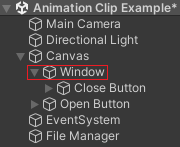 Animation Clip Example*
Main Camera
Directional Light
Canvas
Window
Close Button
Open Button
EventSystem
File Manager